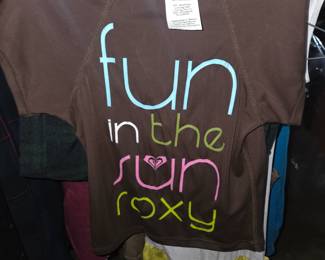 fun
in the
sun
roxy